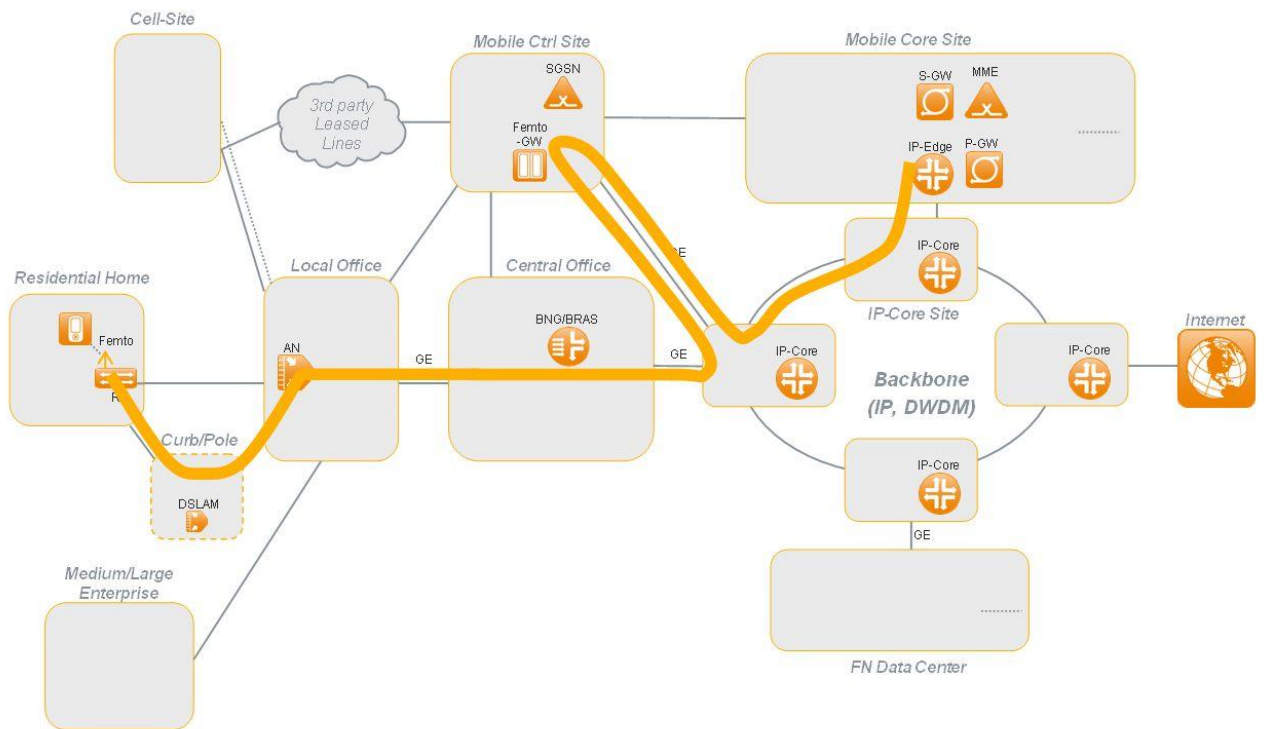 Cell-Site
Mobile Ctrl Site
Mobile Core Site
SGSN
S-GW
MME
3rd party
Leased
Lines
Femto
-GW
IP-Edge
P-GW
IP-Core
IP-Core Site
Residential Home
Local Office
Central Office
Femto
AN
GE
BNG/BRAS
GE
IP-Core
Backbone
(IP, DWDM)
IP-Core
Internet
Curb/Pole
DSLAM
IP-Core
GE
Medium/Large
Enterprise
FN Data Center